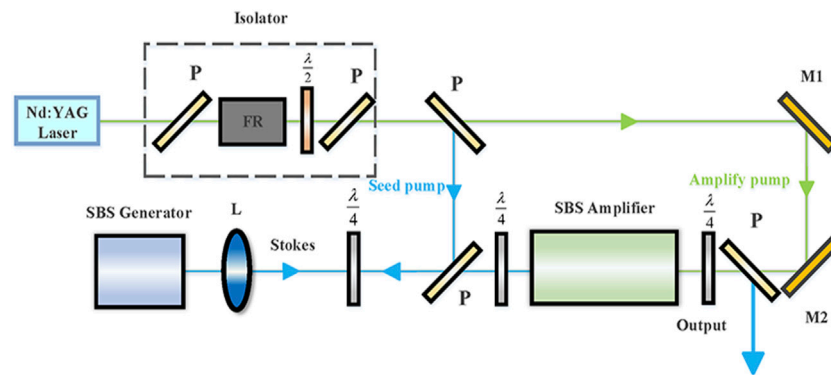 Isolator
P
λ/2
P
P
M1
Nd:YAG
Laser
FR
Seed pump
Amplify pump
SBS Generator
L
λ/4
λ/4
SBS Amplifier
λ/4
P
Stokes
P
Output
M2